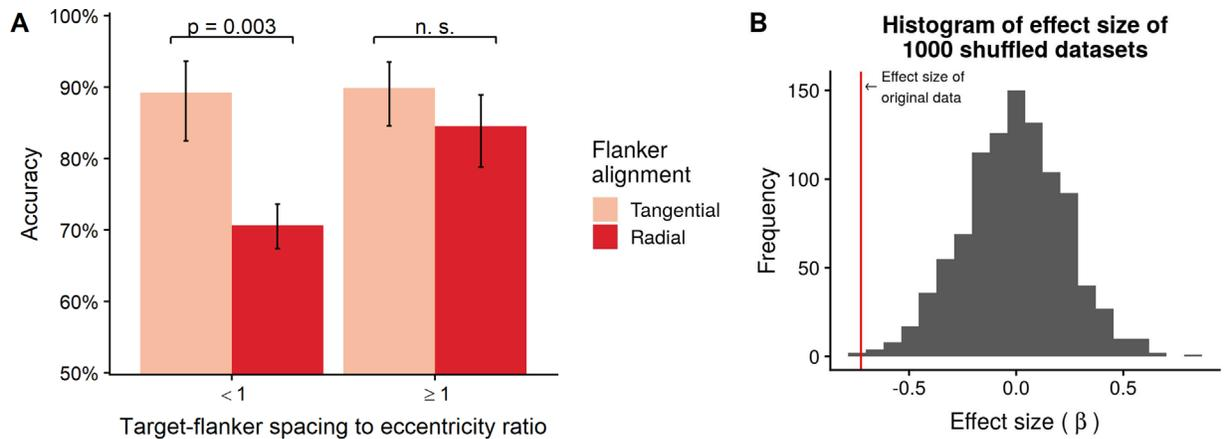 A
100%
90%
80%
70%
60%
50%
Accuracy
p = 0.003
n. s.
< 1
≥ 1
Target-flanker spacing to eccentricity ratio
Flanker
alignment
Tangential
Radial
B
Histogram of effect size of
1000 shuffled datasets
← Effect size of
original data
150
100
50
0
Frequency
-0.5
0.0
0.5
Effect size ( β )